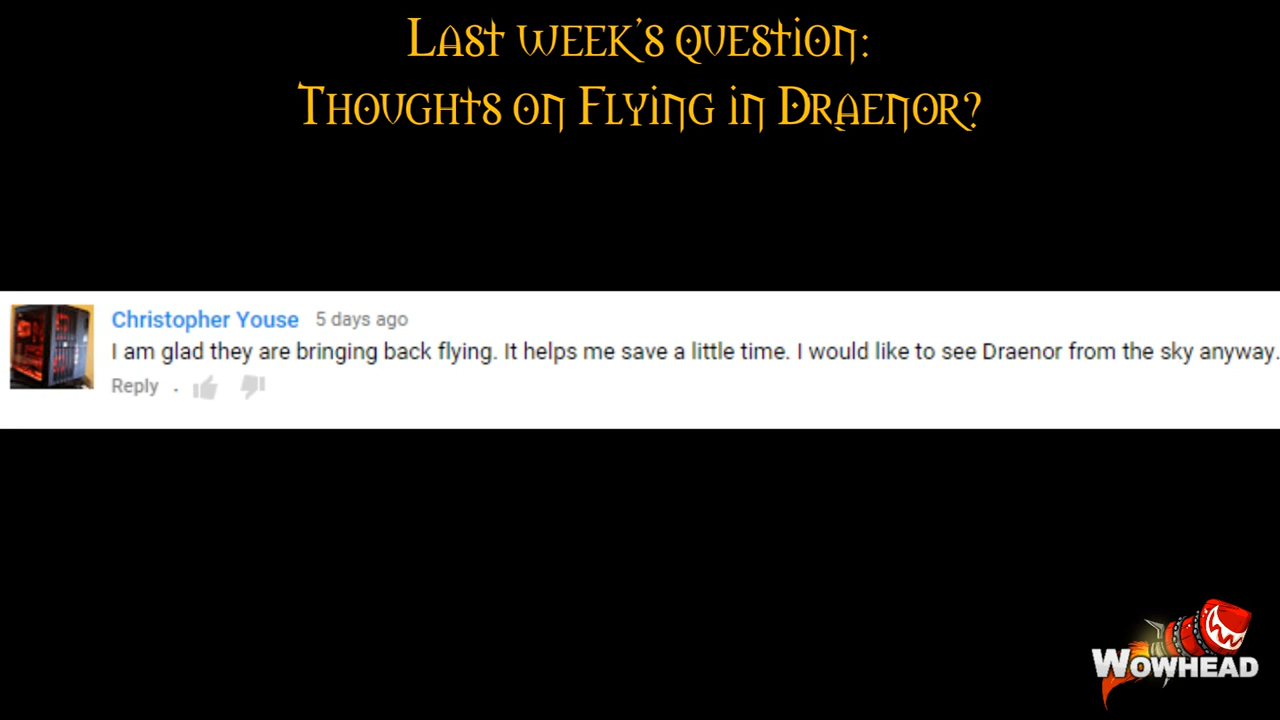 Last week's question:
Thoughts on Flying in Draenor?
Christopher Youse 5 days ago
I am glad they are bringing back flying. It helps me save a little time. I would like to see Draenor from the sky anyway.
Reply .
WOWHEAD